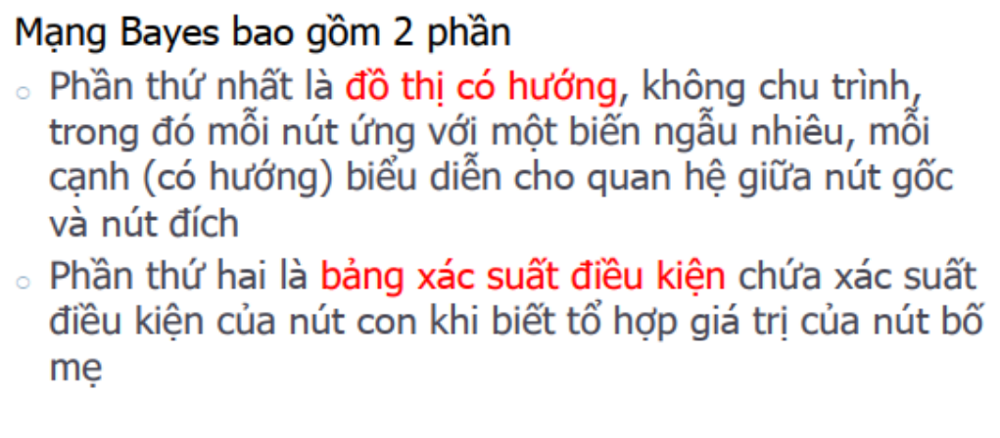 Mạng Bayes bao gồm 2 phần
○ Phần thứ nhất là đồ thị có hướng, không chu trình,
trong đó mỗi nút ứng với một biến ngẫu nhiêu, mỗi
cạnh (có hướng) biểu diễn cho quan hệ giữa nút gốc
và nút đích
○ Phần thứ hai là bảng xác suất điều kiện chứa xác suất
điều kiện của nút con khi biết tổ hợp giá trị của nút bố
mẹ